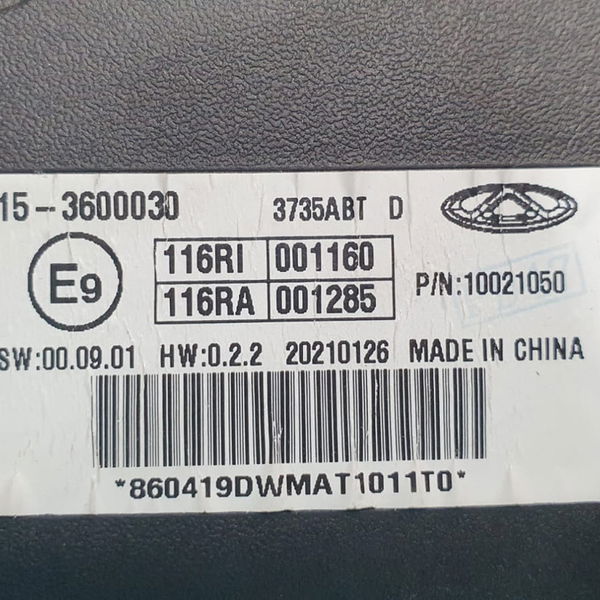 15-3600030 3735ABT D
E9 116RI 001160
116RA 001285 P/N:10021050
SW:00.09.01 HW:0.2.2 20210126 MADE IN CHINA
*860419DWMAT1011T0*